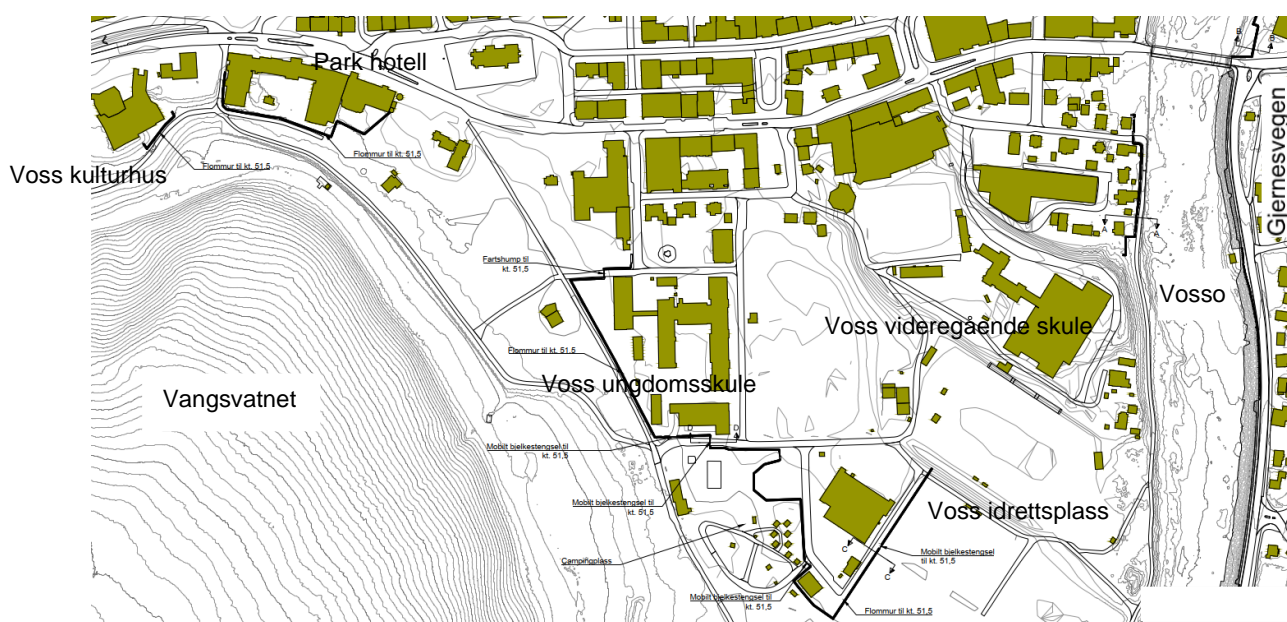 Park hotell
B
B
Gjernesvegen
Flommur til kt. 51,5
Flommur til kt. 51,5
Voss kulturhus
A
A
Fartshump til
kt. 51,5
Vosso
Voss videregående skule
Flommur til kt. 51,5
Voss ungdomsskule
Vangsvatnet
D
D
Mobilt bjelkestengsel til
kt. 51,5
Mobilt bjelkestengsel til
kt. 51,5
Voss idrettsplass
C
Mobilt bjelkestengsel
til kt. 51,5
Campingplass
C
Mobilt bjelkestengsel til
kt. 51,5
Flommur til kt. 51,5